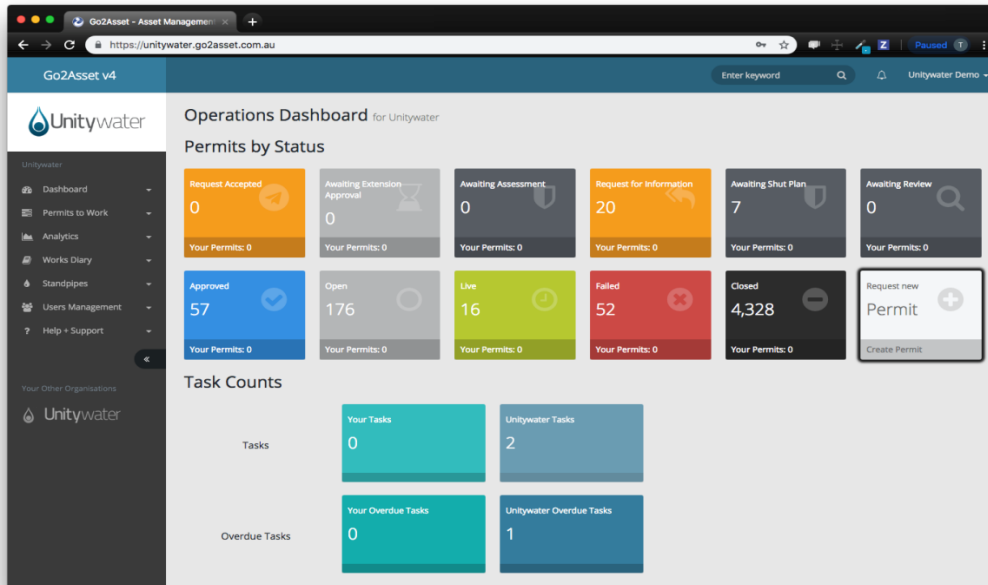 Go2Asset - Asset Managemen
https://unitywater.go2asset.com.au
Z
Paused
T
Go2Asset v4
Enter keyword
Unitywater Demo
Unitywater
Operations Dashboard for Unitywater
Permits by Status
Unitywater
Dashboard
Permits to Work
Analytics
Works Diary
Standpipes
Users Management
? Help + Support
«
Your Other Organisations
Unitywater
Request Accepted
0
Your Permits: 0
Awaiting Extension
Approval
0
Your Permits: 0
Awaiting Assessment
0
Your Permits: 0
Request for Information
20
Your Permits: 0
Awaiting Shut Plan
7
Your Permits: 0
Awaiting Review
0
Your Permits: 0
Approved
57
Your Permits: 0
Open
176
Your Permits: 0
Live
16
Your Permits: 0
Failed
52
Your Permits: 0
Closed
4,328
Your Permits: 0
Request new
Permit
Create Permit
Task Counts
Tasks
Your Tasks
0
Unitywater Tasks
2
Overdue Tasks
Your Overdue Tasks
0
Unitywater Overdue Tasks
1